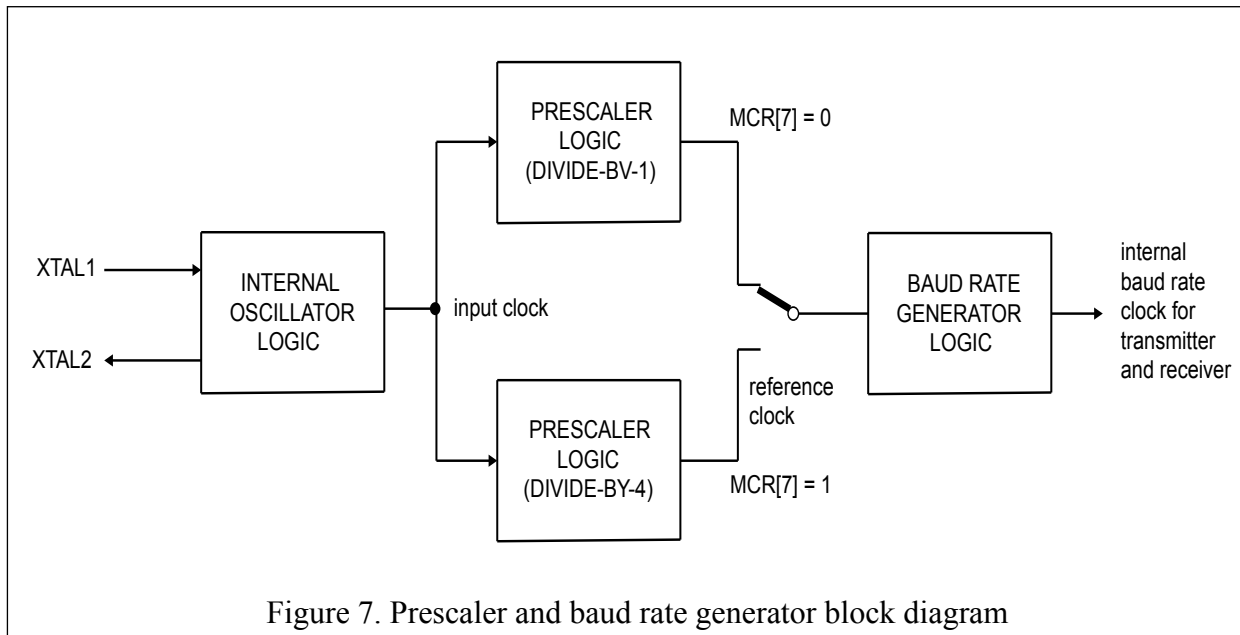 PRESCALER
LOGIC
(DIVIDE-BV-1)
MCR[7] = 0
XTAL1
XTAL2
INTERNAL
OSCILLATOR
LOGIC
input clock
BAUD RATE
GENERATOR
LOGIC
internal
baud rate
clock for
transmitter
and receiver
reference
clock
PRESCALER
LOGIC
(DIVIDE-BY-4)
MCR[7] = 1
Figure 7. Prescaler and baud rate generator block diagram